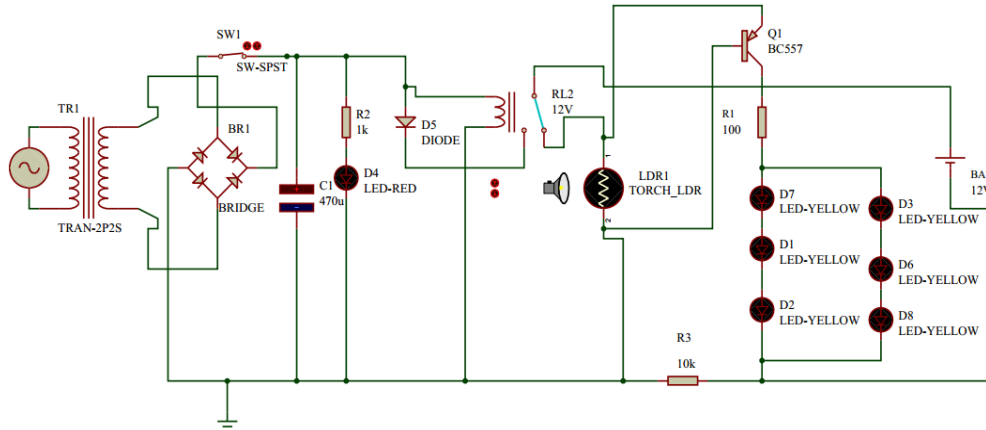 SW1
SW-SPST
TR1
TRAN-2P2S
BR1
BRIDGE
R2
1k
D4
LED-RED
C1
470u
D5
DIODE
RL2
12V
LDR1
TORCH_LDR
1
2
Q1
BC557
R1
100
D7
LED-YELLOW
D1
LED-YELLOW
D2
LED-YELLOW
D3
LED-YELLOW
D6
LED-YELLOW
D8
LED-YELLOW
BA
12V
R3
10k